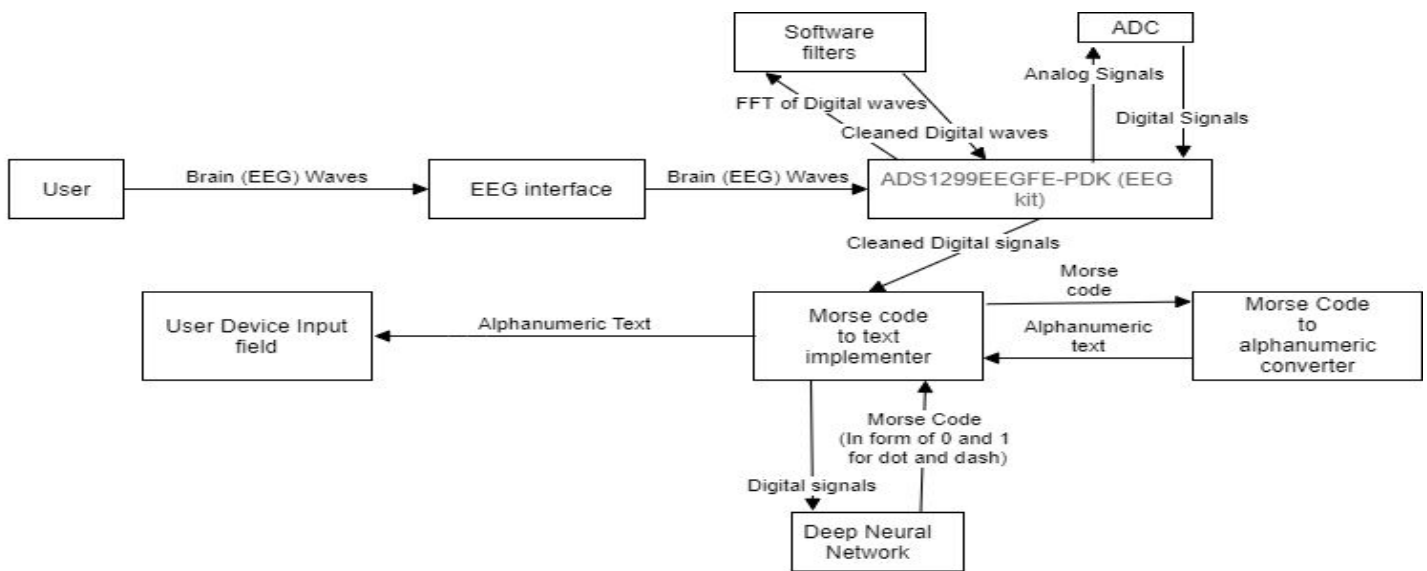 Software
filters
ADC
Analog Signals
FFT of Digital waves
Digital Signals
Cleaned Digital waves
User
Brain (EEG) Waves
EEG interface
Brain (EEG) Waves
ADS1299EEGFE-PDK (EEG
kit)
Cleaned Digital signals
User Device Input
field
Alphanumeric Text
Morse code
to text
implementer
Morse
code
Alphanumeric
text
Morse Code
to
alphanumeric
converter
Morse Code
(In form of 0 and 1
for dot and dash)
Digital signals
Deep Neural
Network